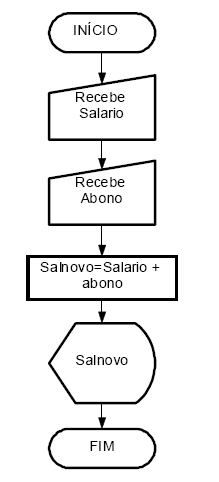 INÍCIO
Recebe
Salario
Recebe
Abono
Salnovo=Salario +
abono
Salnovo
FIM